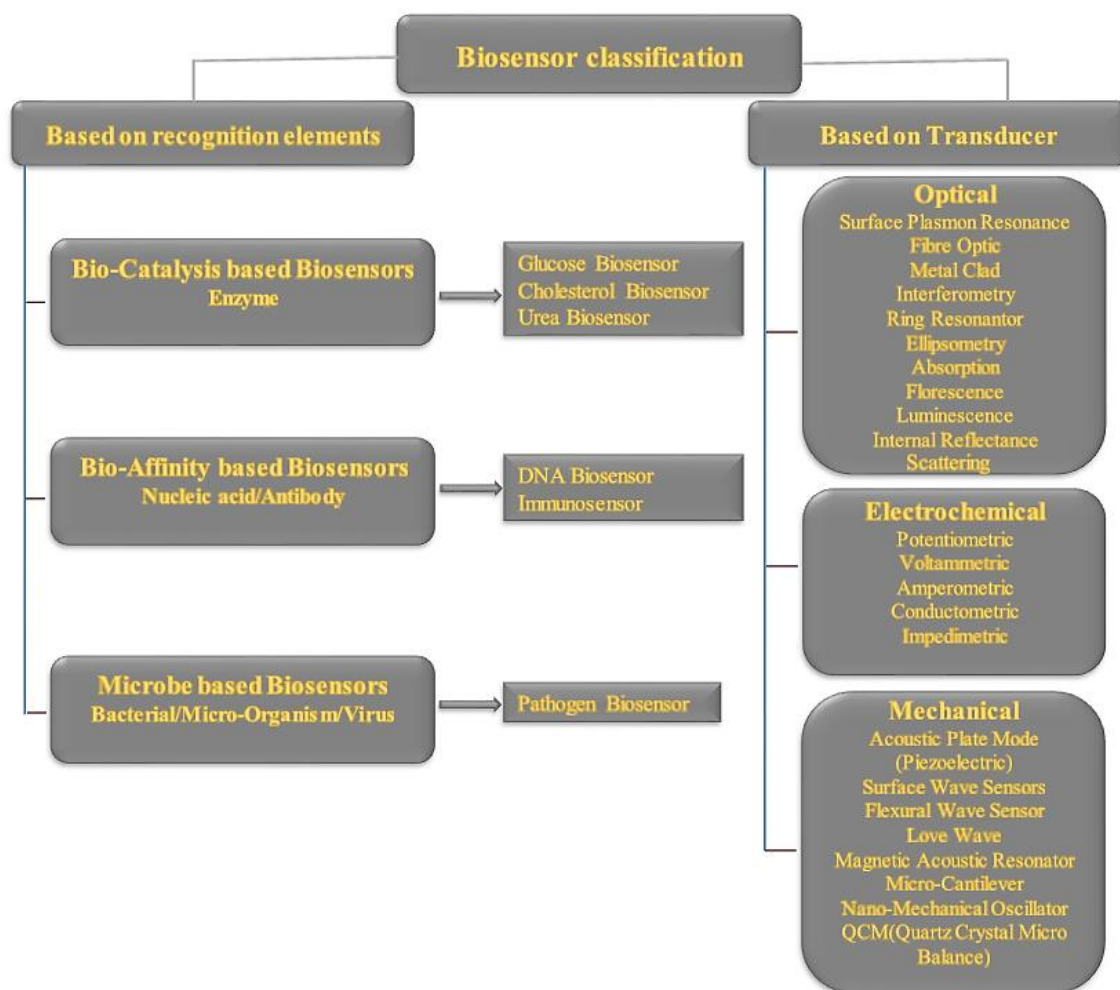 Biosensor classification
Based on recognition elements
Bio-Catalysis based Biosensors
Enzyme
Glucose Biosensor
Cholesterol Biosensor
Urea Biosensor
Bio-Affinity based Biosensors
Nucleic acid/Antibody
DNA Biosensor
Immunosensor
Microbe based Biosensors
Bacterial/Micro-Organism/Virus
Pathogen Biosensor
Based on Transducer
Optical
Surface Plasmon Resonance
Fibre Optic
Metal Clad
Interferometry
Ring Resonantor
Ellipsometry
Absorption
Florescence
Luminescence
Internal Reflectance
Scattering
Electrochemical
Potentiometric
Voltammetric
Amperometric
Conductometric
Impedimetric
Mechanical
Acoustic Plate Mode
(Piezoelectric)
Surface Wave Sensors
Flexural Wave Sensor
Love Wave
Magnetic Acoustic Resonator
Micro-Cantilever
Nano-Mechanical Oscillator
QCM(Quartz Crystal Micro
Balance)